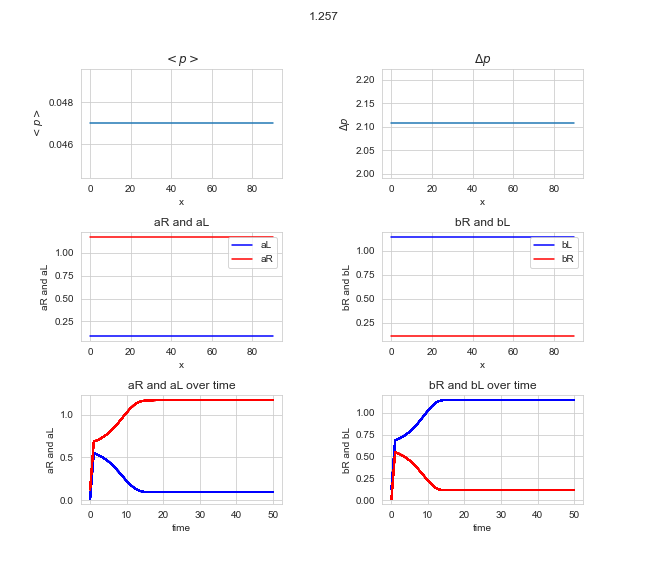 1.257
< p >
Δp
0.048
0.046
< p >
0 20 40 60 80
x
2.20
2.15
2.10
2.05
2.00
Δp
0 20 40 60 80
x
aR and aL
1.00
0.75
0.50
0.25
aR and aL
aL
aR
0 20 40 60 80
x
bR and bL
1.00
0.75
0.50
0.25
bR and bL
bL
bR
0 20 40 60 80
x
aR and aL over time
1.0
0.5
0.0
aR and aL
0 10 20 30 40 50
time
bR and bL over time
1.00
0.75
0.50
0.25
0.00
bR and bL
0 10 20 30 40 50
time